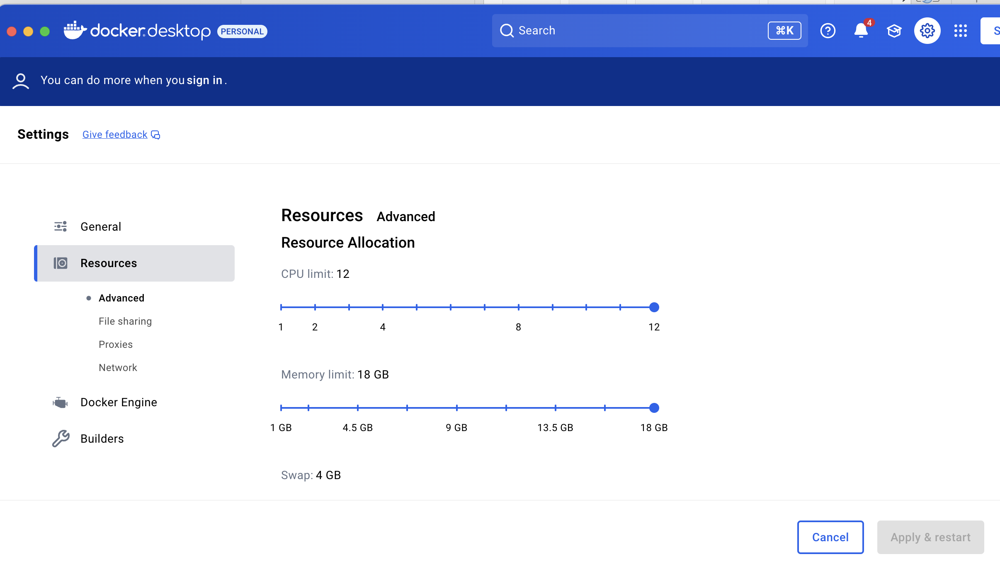 docker.desktop PERSONAL
Search
⌘K
4
You can do more when you sign in.
Settings
Give feedback
General
Resources
Advanced
File sharing
Proxies
Network
Docker Engine
Builders
Resources Advanced
Resource Allocation
CPU limit: 12
1 2 4 8 12
Memory limit: 18 GB
1 GB 4.5 GB 9 GB 13.5 GB 18 GB
Swap: 4 GB
Cancel
Apply & restart